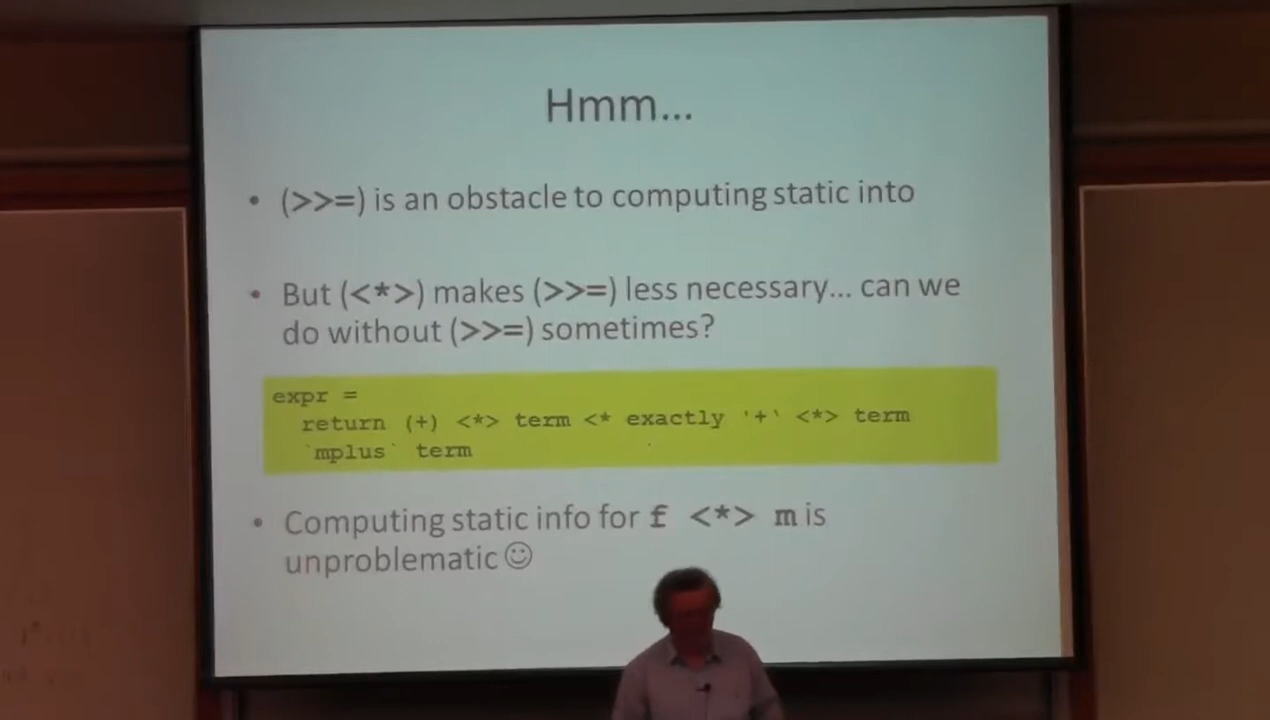 Hmm...
• (>>=) is an obstacle to computing static into
• But (<*>) makes (>>=) less necessary... can we
do without (>>=) sometimes?
expr =
return (+) <*> term <* exactly '+' <*> term
`mplus` term
• Computing static info for f <*> m is
unproblematic ☺